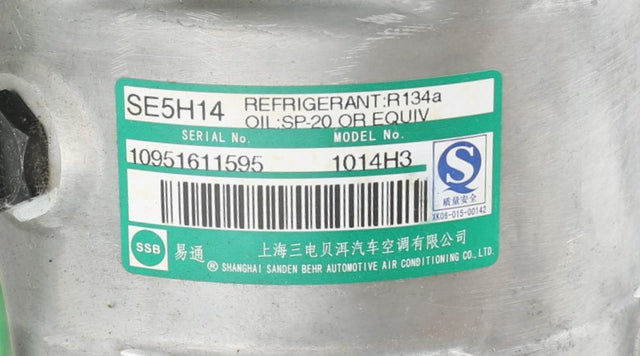 SE5H14 REFRIGERANT:R134a
OIL:SP-20 OR EQUIV
SERIAL No. MODEL No.
10951611595 1014H3
质量安全
XK06-015-00142
SSB 易通 上海三电贝洱汽车空调有限公司
® SHANGHAI SANDEN BEHR AUTOMOTIVE AIR CONDITIONING CO.,LTD.